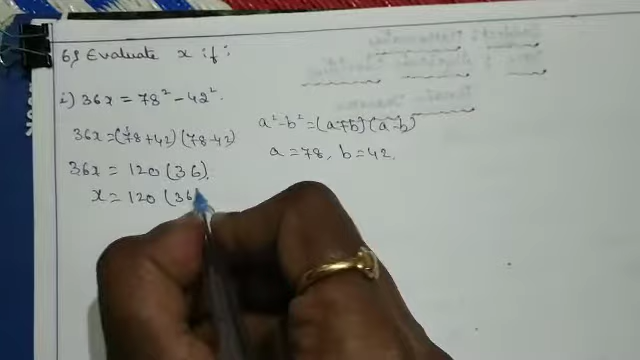 6) Evaluate x if:
i) 36x = 78² - 42².
36x = (78+42) (78-42)
a² - b² = (a+b) (a-b)
a = 78, b = 42.
36x = 120 (36).
x = 120 (36